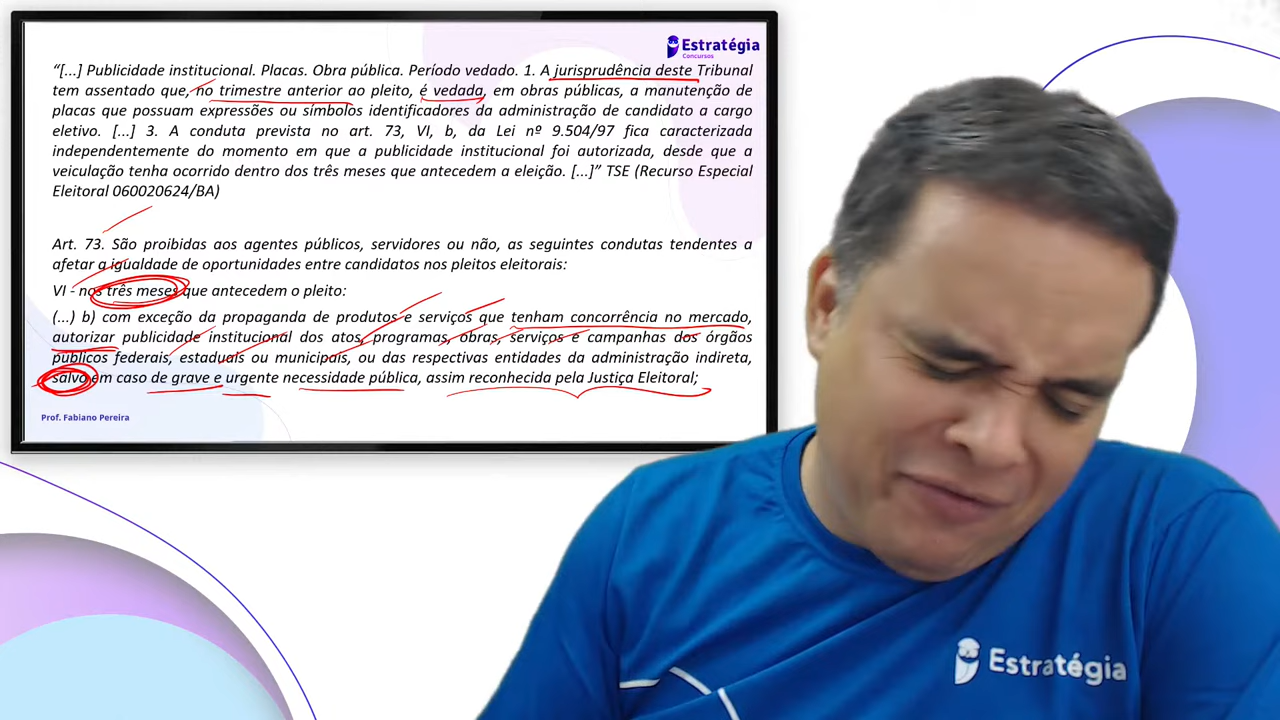 Estratégia
Concursos
“[...] Publicidade institucional. Placas. Obra pública. Período vedado. 1. A jurisprudência deste Tribunal
tem assentado que, no trimestre anterior ao pleito, é vedada, em obras públicas, a manutenção de
placas que possuam expressões ou símbolos identificadores da administração de candidato a cargo
eletivo. [...] 3. A conduta prevista no art. 73, VI, b, da Lei nº 9.504/97 fica caracterizada
independentemente do momento em que a publicidade institucional foi autorizada, desde que a
veiculação tenha ocorrido dentro dos três meses que antecedem a eleição. [...]” TSE (Recurso Especial
Eleitoral 060020624/BA)
Art. 73. São proibidas aos agentes públicos, servidores ou não, as seguintes condutas tendentes a
afetar a igualdade de oportunidades entre candidatos nos pleitos eleitorais:
VI - nos três meses que antecedem o pleito:
(...) b) com exceção da propaganda de produtos e serviços que tenham concorrência no mercado,
autorizar publicidade institucional dos atos, programas, obras, serviços e campanhas dos órgãos
públicos federais, estaduais ou municipais, ou das respectivas entidades da administração indireta,
salvo em caso de grave e urgente necessidade pública, assim reconhecida pela Justiça Eleitoral;
Prof. Fabiano Pereira
Estratégia